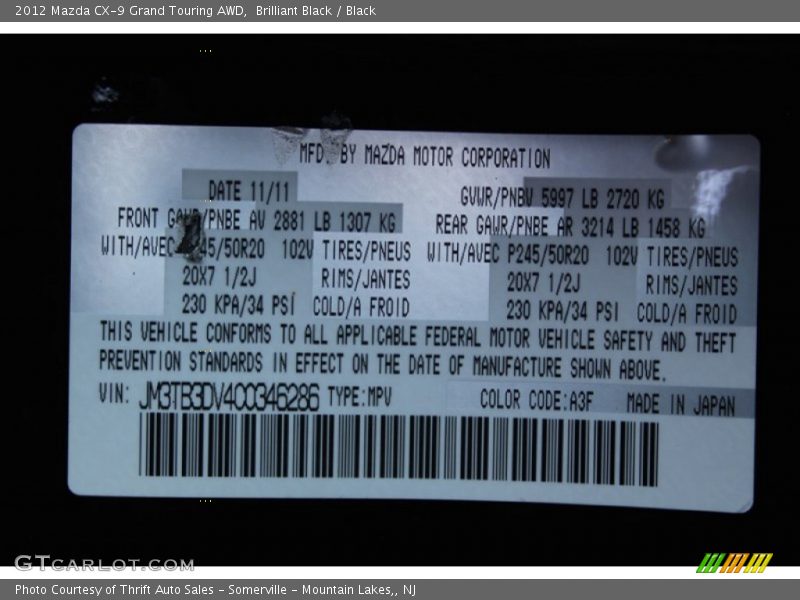 2012 Mazda CX-9 Grand Touring AWD,  Brilliant Black / Black
MFD. BY MAZDA MOTOR CORPORATION
DATE 11/11
GVWR/PNBV 5997 LB 2720 KG
FRONT GAWR/PNBE AV 2881 LB 1307 KG
REAR GAWR/PNBE AR 3214 LB 1458 KG
WITH/AVEC 45/50R20 102V TIRES/PNEUS
WITH/AVEC P245/50R20 102V TIRES/PNEUS
20X7 1/2J RIMS/JANTES
20X7 1/2J RIMS/JANTES
230 KPA/34 PSI COLD/A FROID
230 KPA/34 PSI COLD/A FROID
THIS VEHICLE CONFORMS TO ALL APPLICABLE FEDERAL MOTOR VEHICLE SAFETY AND THEFT
PREVENTION STANDARDS IN EFFECT ON THE DATE OF MANUFACTURE SHOWN ABOVE.
VIN: JM3TB3DV4C0346286 TYPE:MPV COLOR CODE:A3F MADE IN JAPAN
GTCARLOT.COM
Photo Courtesy of Thrift Auto Sales - Somerville - Mountain Lakes,, NJ